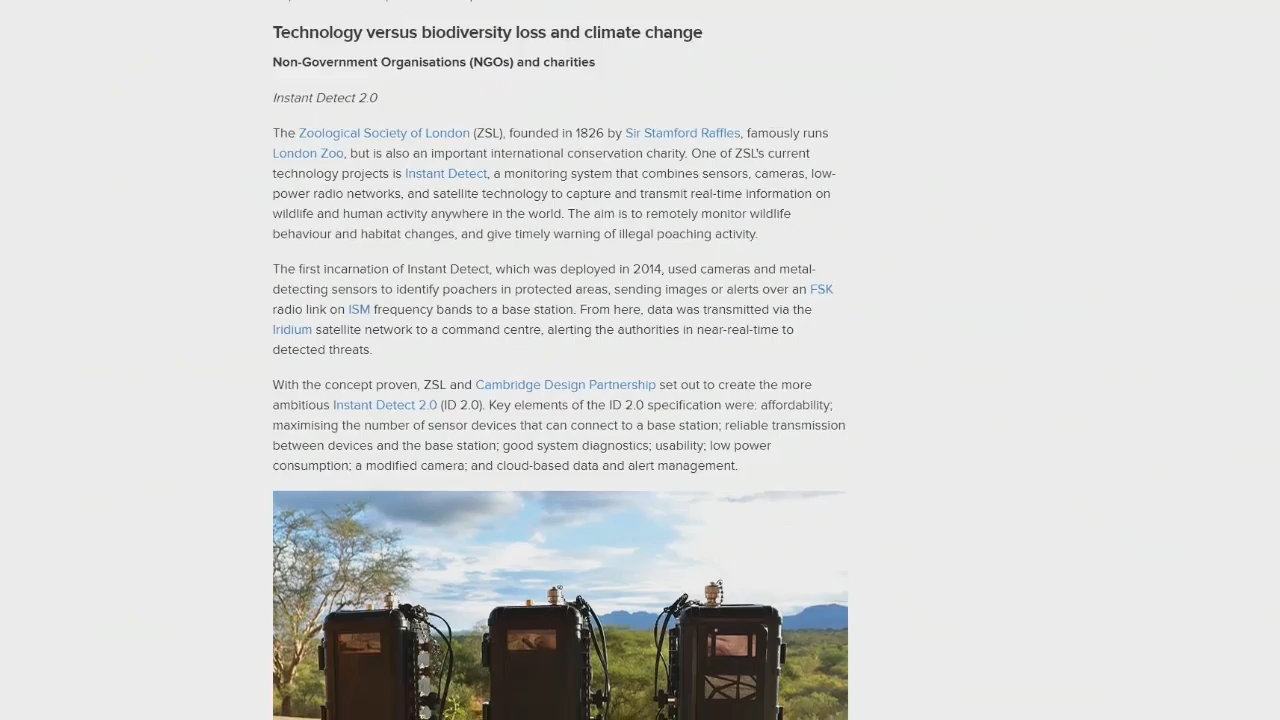 Technology versus biodiversity loss and climate change
Non-Government Organisations (NGOs) and charities
Instant Detect 2.0
The Zoological Society of London (ZSL), founded in 1826 by Sir Stamford Raffles, famously runs
London Zoo, but is also an important international conservation charity. One of ZSL's current
technology projects is Instant Detect, a monitoring system that combines sensors, cameras, low-
power radio networks, and satellite technology to capture and transmit real-time information on
wildlife and human activity anywhere in the world. The aim is to remotely monitor wildlife
behaviour and habitat changes, and give timely warning of illegal poaching activity.
The first incarnation of Instant Detect, which was deployed in 2014, used cameras and metal-
detecting sensors to identify poachers in protected areas, sending images or alerts over an FSK
radio link on ISM frequency bands to a base station. From here, data was transmitted via the
Iridium satellite network to a command centre, alerting the authorities in near-real-time to
detected threats.
With the concept proven, ZSL and Cambridge Design Partnership set out to create the more
ambitious Instant Detect 2.0 (ID 2.0). Key elements of the ID 2.0 specification were: affordability;
maximising the number of sensor devices that can connect to a base station; reliable transmission
between devices and the base station; good system diagnostics; usability; low power
consumption; a modified camera; and cloud-based data and alert management.